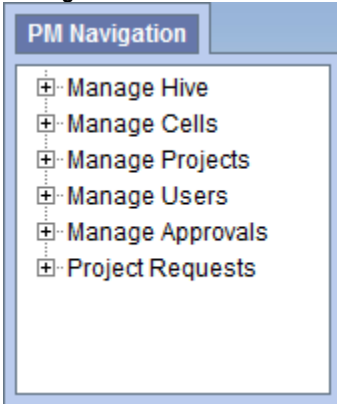 PM Navigation
Manage Hive
Manage Cells
Manage Projects
Manage Users
Manage Approvals
Project Requests